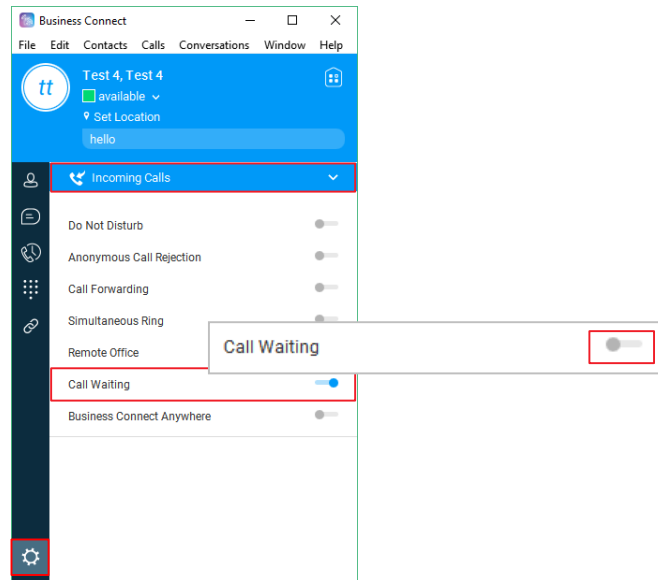 Business Connect
File Edit Contacts Calls Conversations Window Help
tt
Test 4, Test 4
available
Set Location
hello
Incoming Calls
Do Not Disturb
Anonymous Call Rejection
Call Forwarding
Simultaneous Ring
Remote Office
Call Waiting
Call Waiting
Business Connect Anywhere